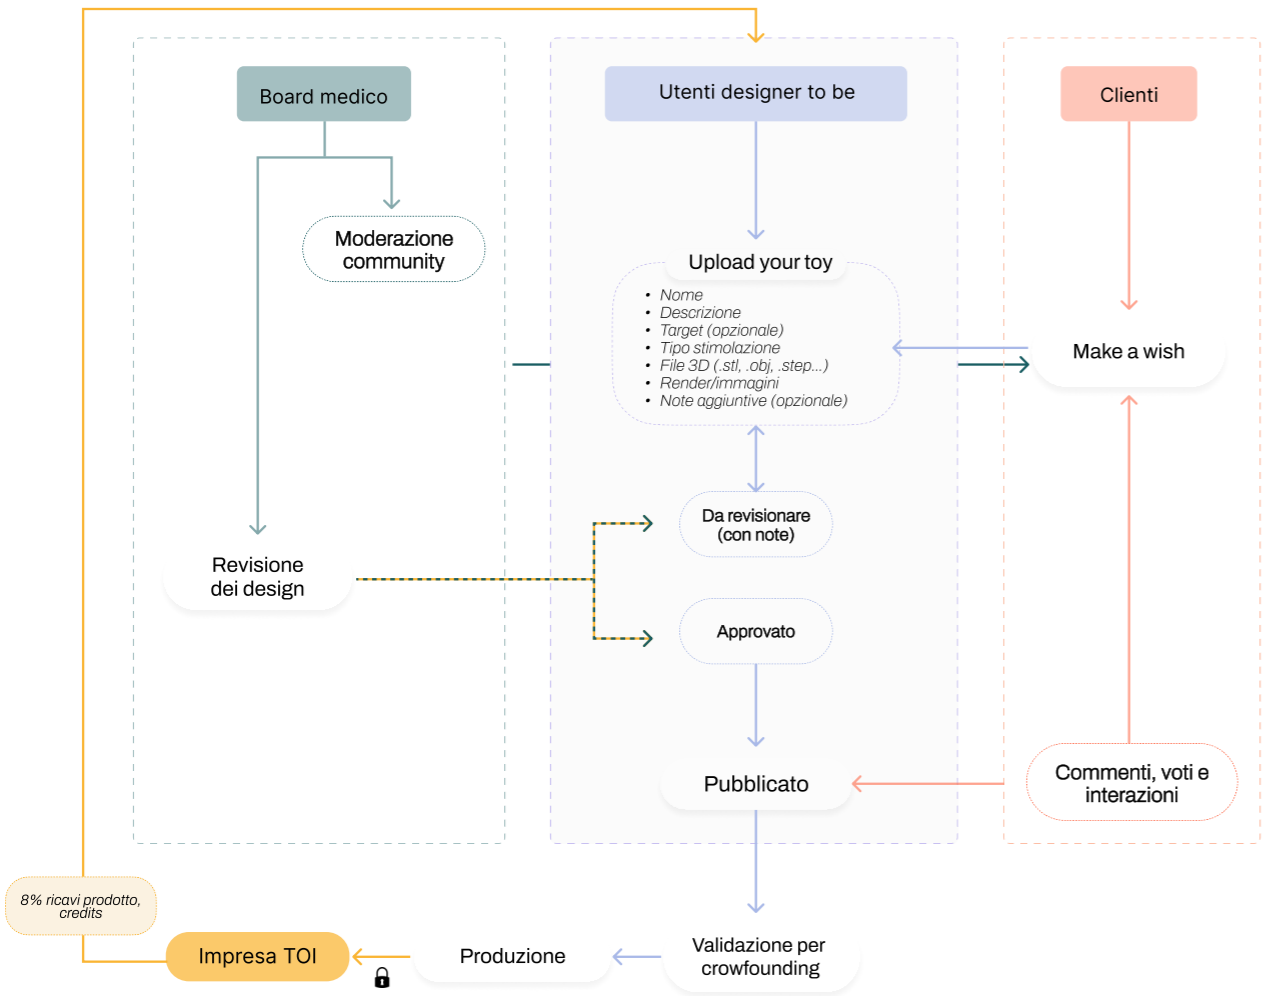 Board medico
Utenti designer to be
Clienti
Moderazione
community
Upload your toy
• Nome
• Descrizione
• Target (opzionale)
• Tipo stimolazione
• File 3D (.stl, .obj, .step...)
• Render/immagini
• Note aggiuntive (opzionale)
Make a wish
Da revisionare
(con note)
Revisione
dei design
Approvato
Pubblicato
Commenti, voti e
interazioni
8% ricavi prodotto,
credits
Impresa TOI
Produzione
Validazione per
crowfounding